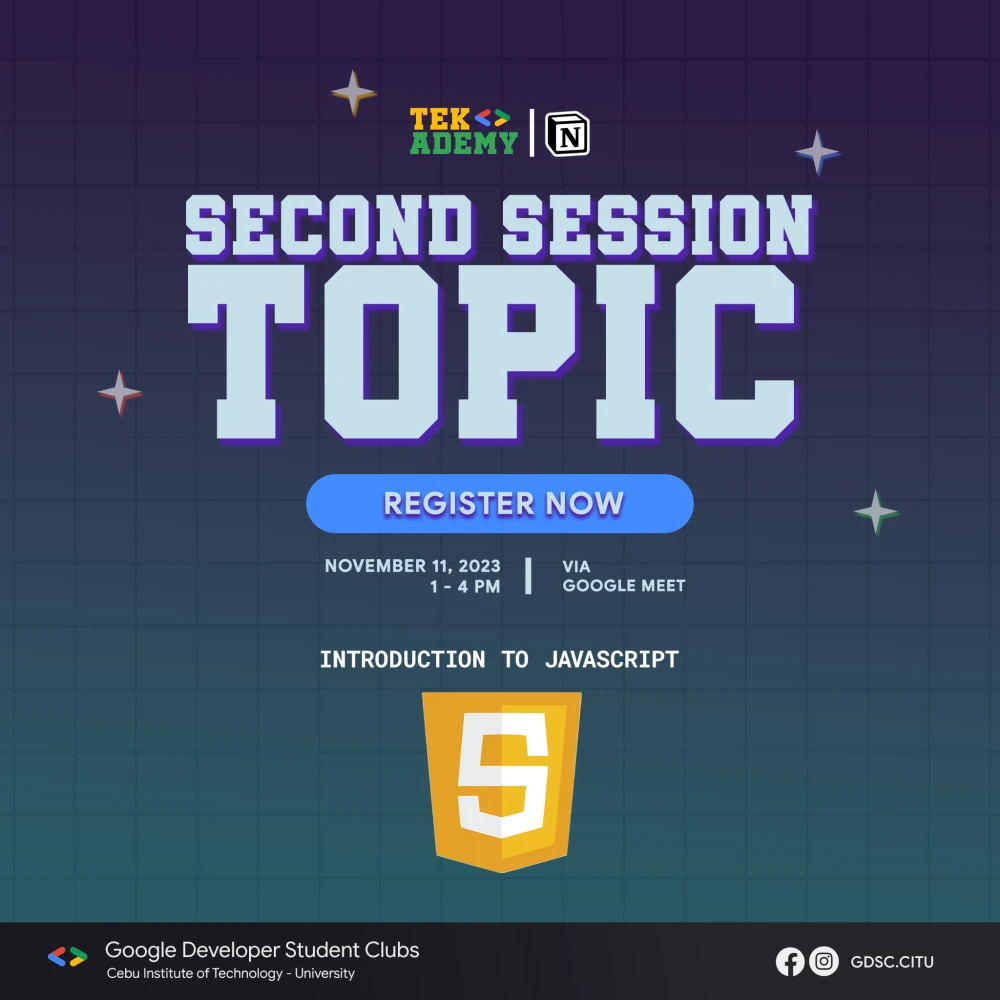 TEK
ADEMY
N
SECOND SESSION
TOPIC
REGISTER NOW
NOVEMBER 11, 2023
1 - 4 PM
VIA
GOOGLE MEET
INTRODUCTION TO JAVASCRIPT
5
Google Developer Student Clubs
Cebu Institute of Technology - University
GDSC.CITU